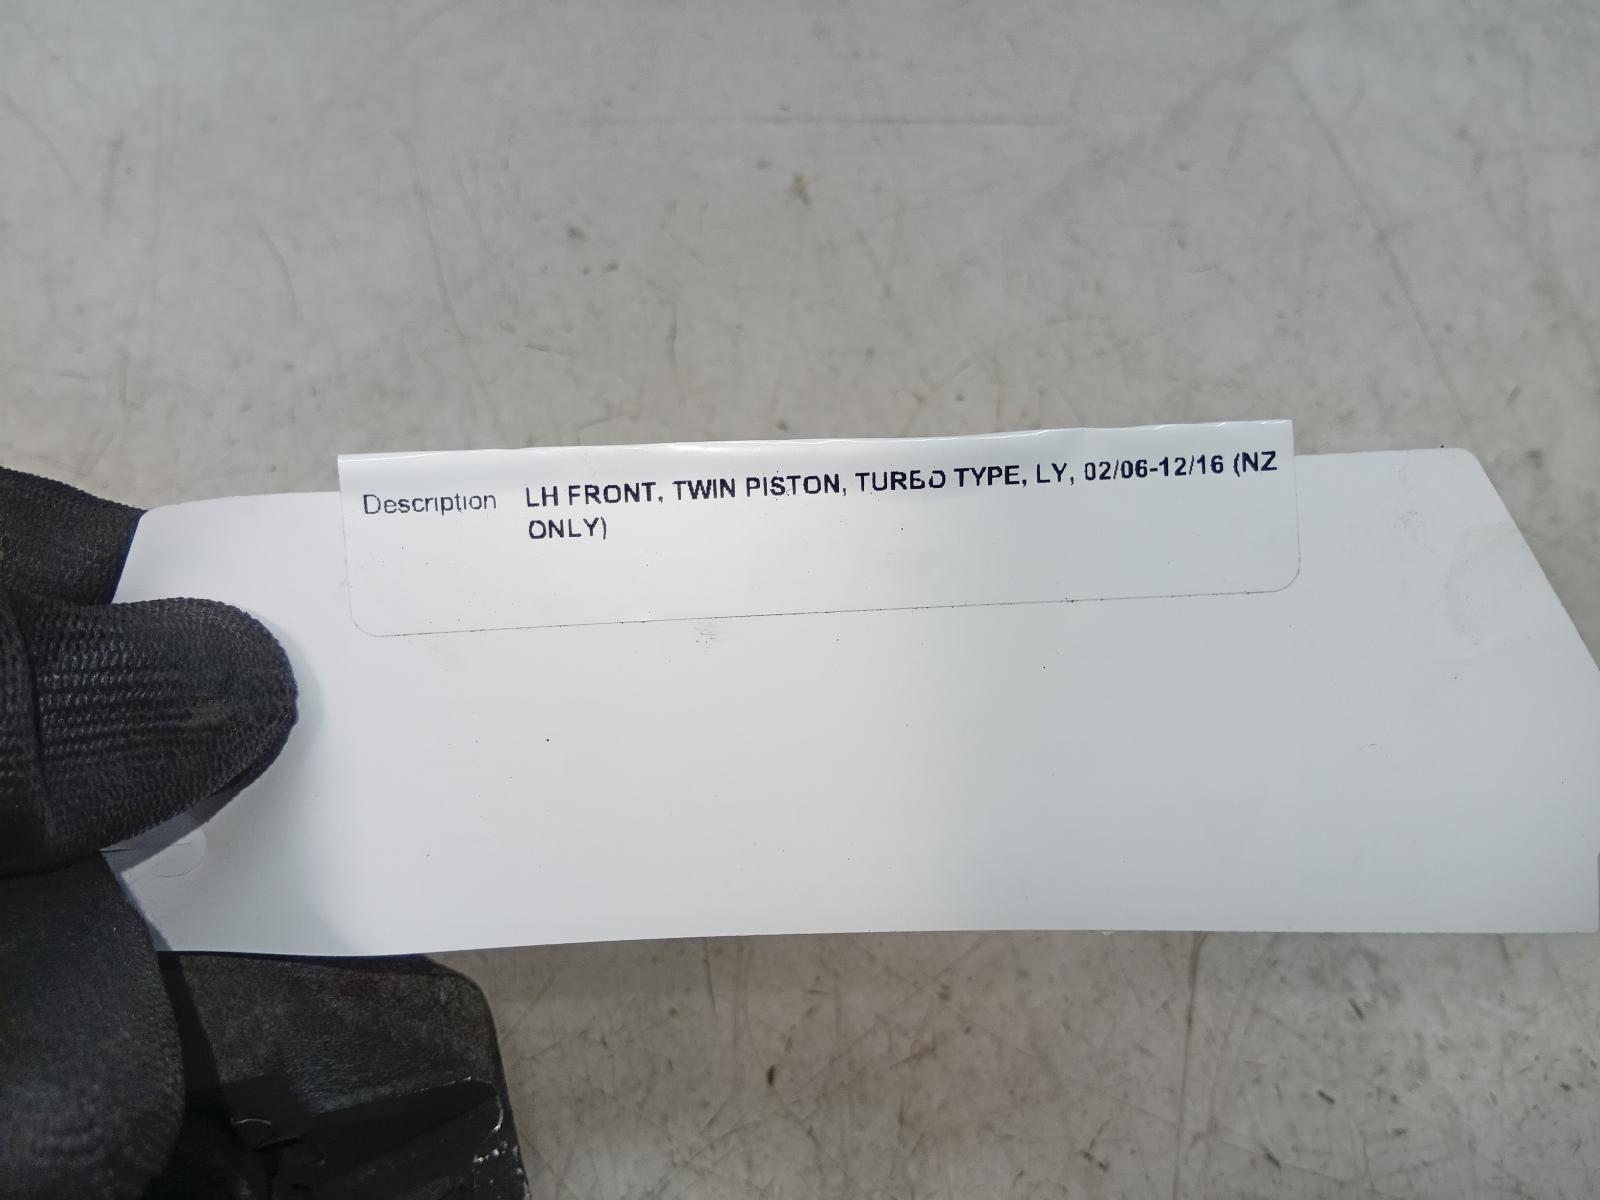 Description LH FRONT, TWIN PISTON, TURBO TYPE, LY, 02/06-12/16 (NZ
ONLY)